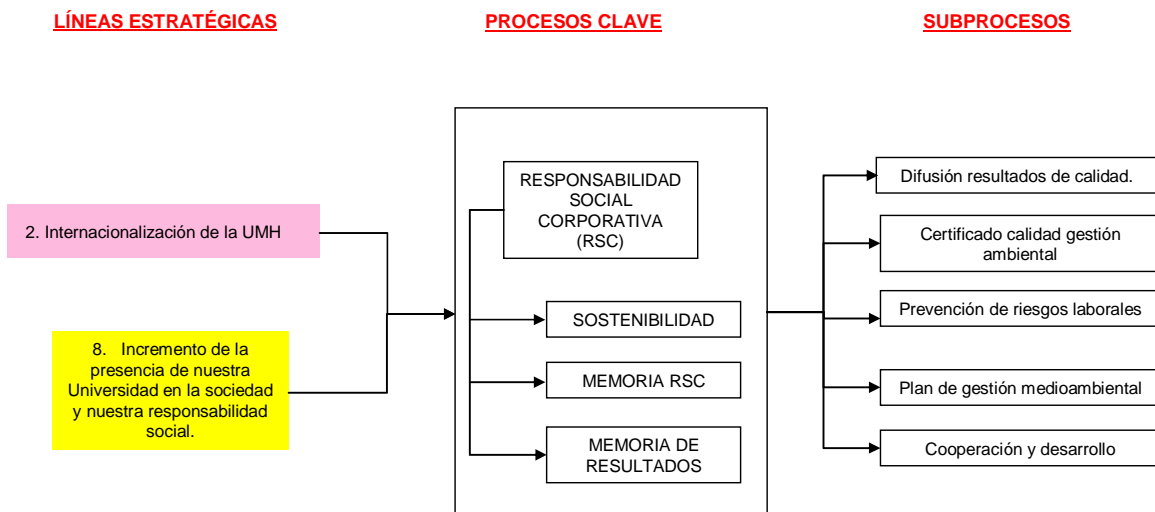 LÍNEAS ESTRATÉGICAS
PROCESOS CLAVE
SUBPROCESOS
2. Internacionalización de la UMH
8. Incremento de la
presencia de nuestra
Universidad en la sociedad
y nuestra responsabilidad
social.
RESPONSABILIDAD
SOCIAL
CORPORATIVA
(RSC)
SOSTENIBILIDAD
MEMORIA RSC
MEMORIA DE
RESULTADOS
Difusión resultados de calidad.
Certificado calidad gestión
ambiental
Prevención de riesgos laborales
Plan de gestión medioambiental
Cooperación y desarrollo